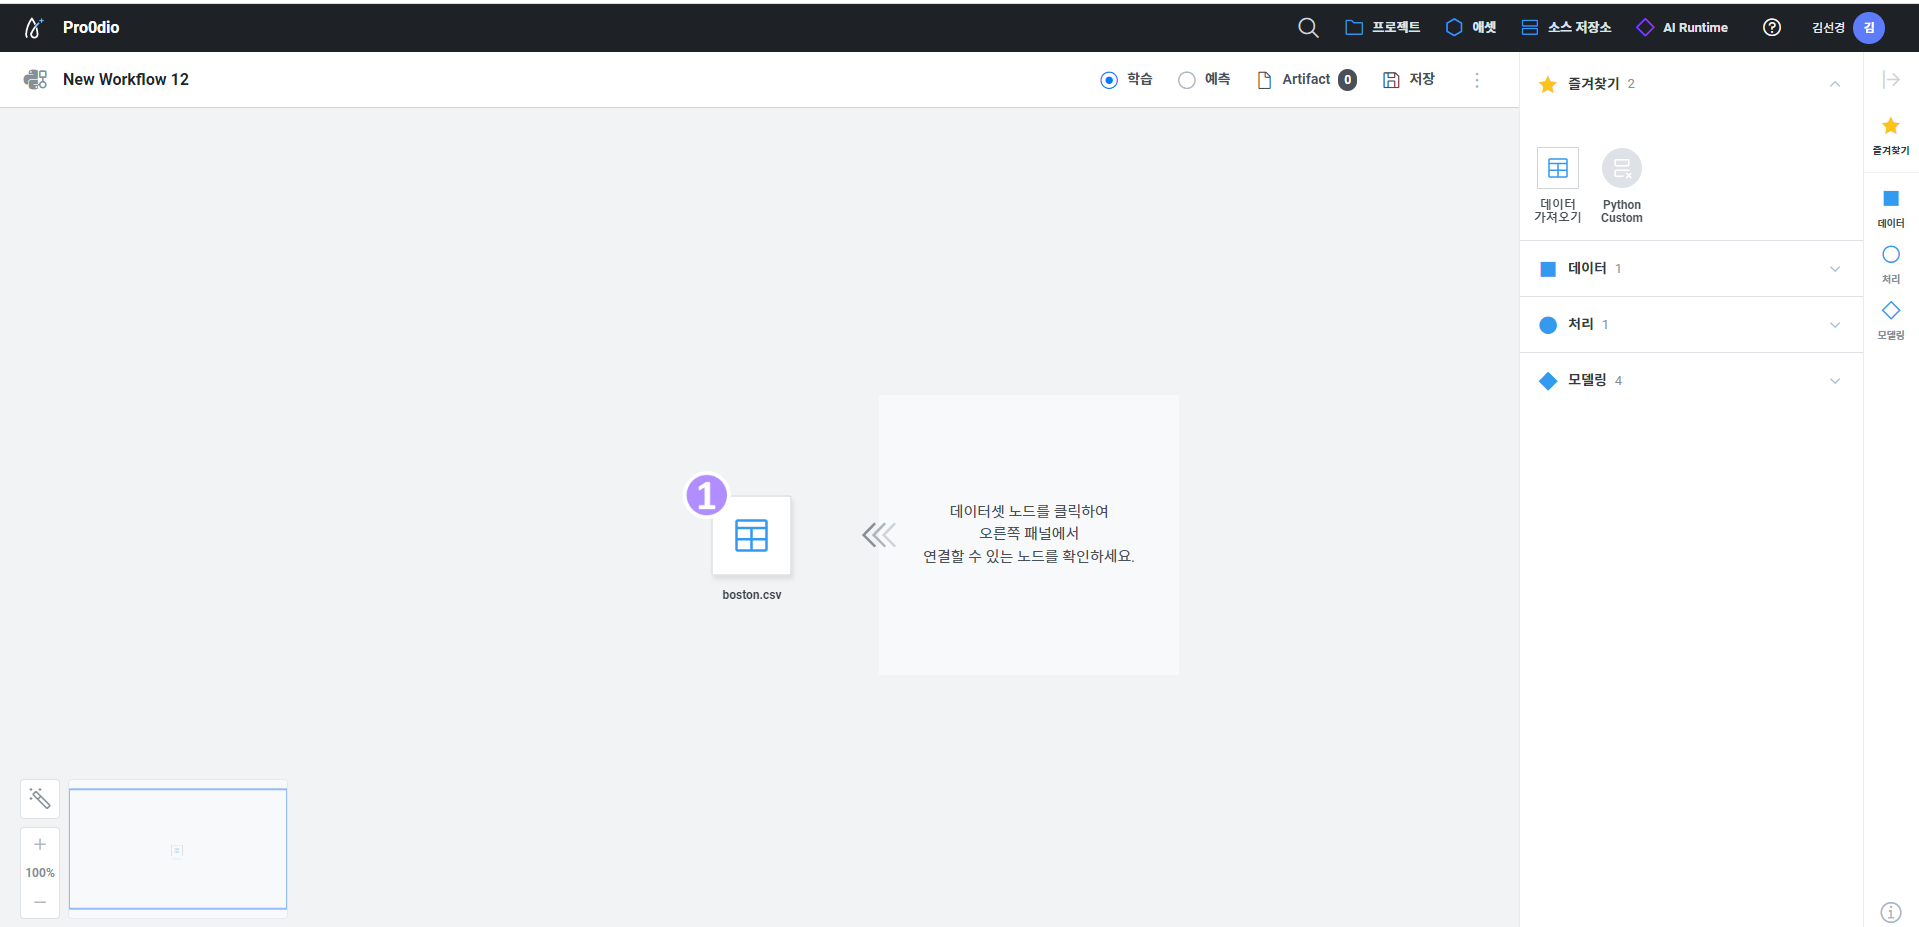 Pro0dio
프로젝트
애셋
소스 저장소
AI Runtime
김선경
김
New Workflow 12
학습
예측
Artifact 0
저장
즐겨찾기 2
데이터
가져오기
Python
Custom
데이터 1
처리 1
모델링 4
즐겨찾기
데이터
처리
모델링
1
boston.csv
데이터셋 노드를 클릭하여
오른쪽 패널에서
연결할 수 있는 노드를 확인하세요.
100%